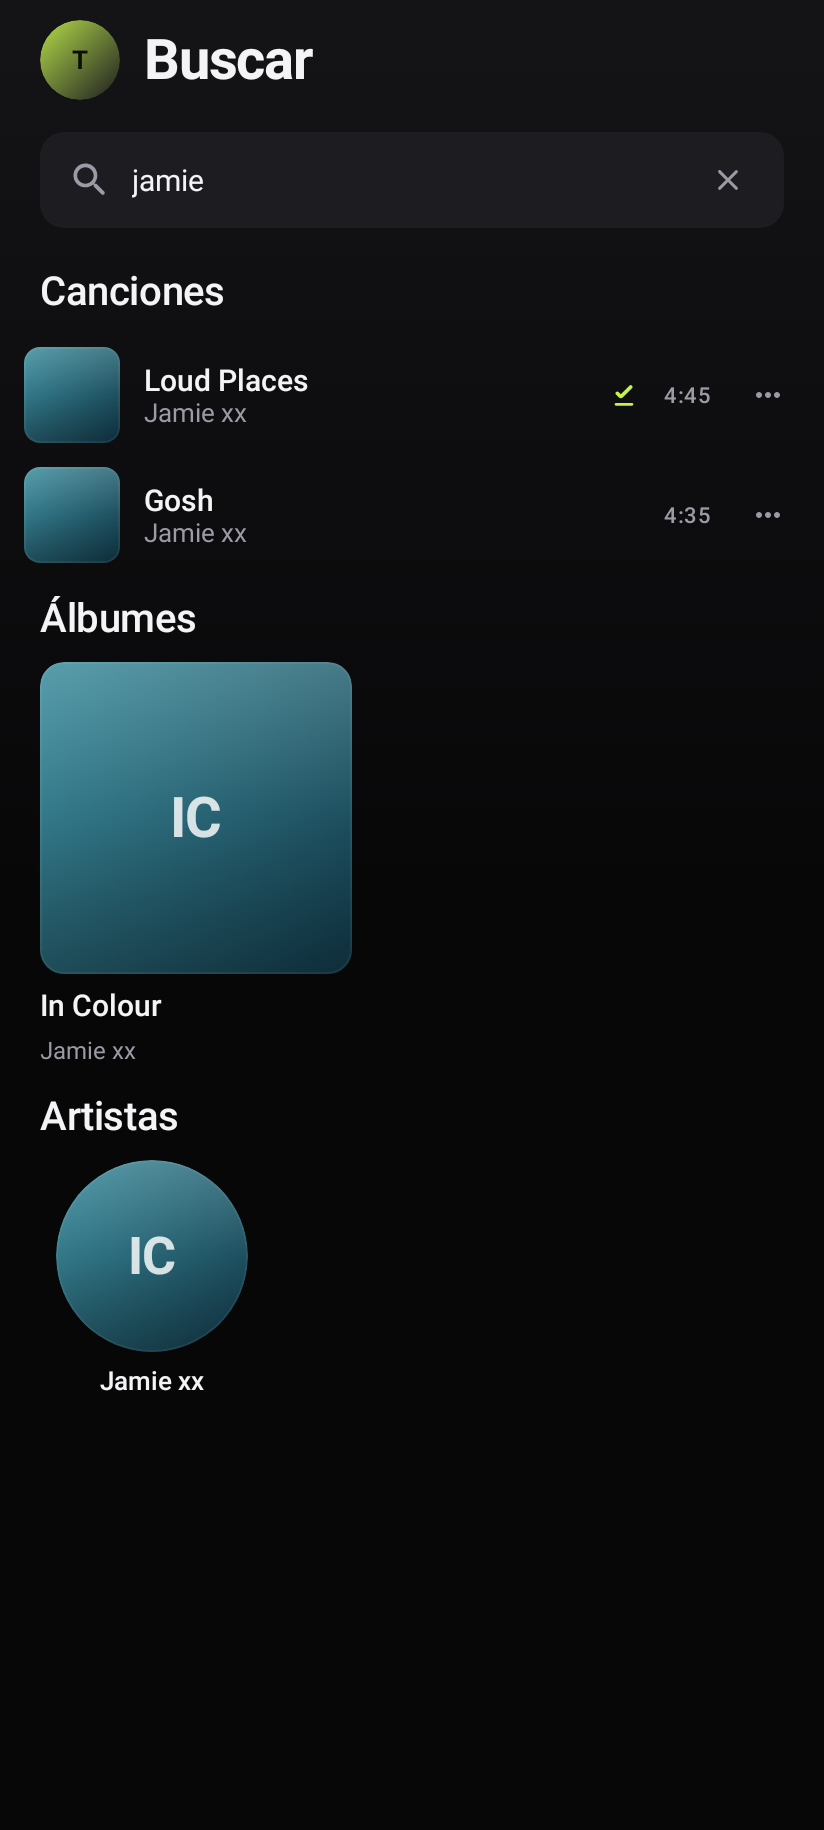 T
Buscar
jamie
Canciones
Loud Places
Jamie xx
4:45
Gosh
Jamie xx
4:35
Álbumes
IC
In Colour
Jamie xx
Artistas
IC
Jamie xx